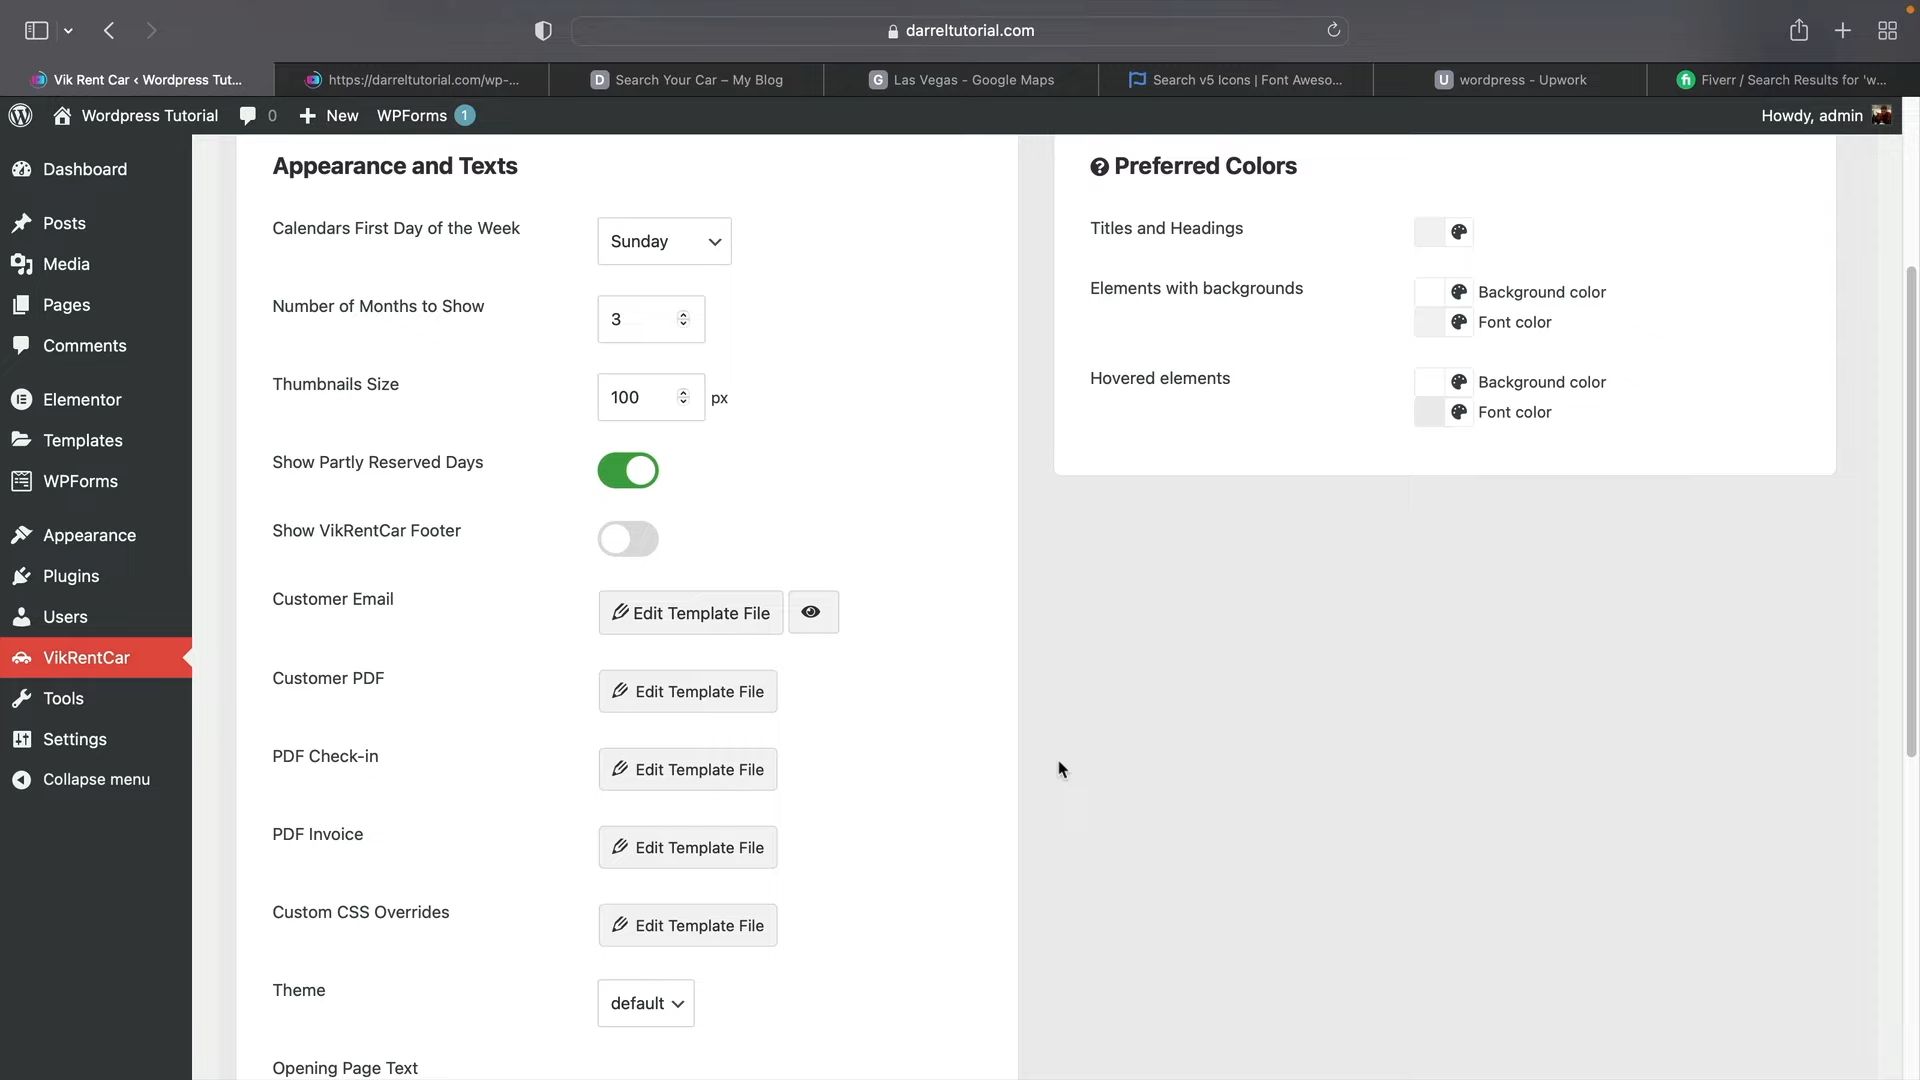 darreltutorial.com
Vik Rent Car ‹ Wordpress Tut...
https://darreltutorial.com/wp-...
D Search Your Car – My Blog
G Las Vegas - Google Maps
Search v5 Icons | Font Aweso...
U wordpress - Upwork
fi Fiverr / Search Results for 'w...
Wordpress Tutorial
0
New
WPForms 1
Howdy, admin
Dashboard
Posts
Media
Pages
Comments
Elementor
Templates
WPForms
Appearance
Plugins
Users
VikRentCar
Tools
Settings
Collapse menu
Appearance and Texts
Calendars First Day of the Week
Sunday
Number of Months to Show
3
Thumbnails Size
100 px
Show Partly Reserved Days
Show VikRentCar Footer
Customer Email
Edit Template File
Customer PDF
Edit Template File
PDF Check-in
Edit Template File
PDF Invoice
Edit Template File
Custom CSS Overrides
Edit Template File
Theme
default
Opening Page Text
Preferred Colors
Titles and Headings
Elements with backgrounds
Background color
Font color
Hovered elements
Background color
Font color